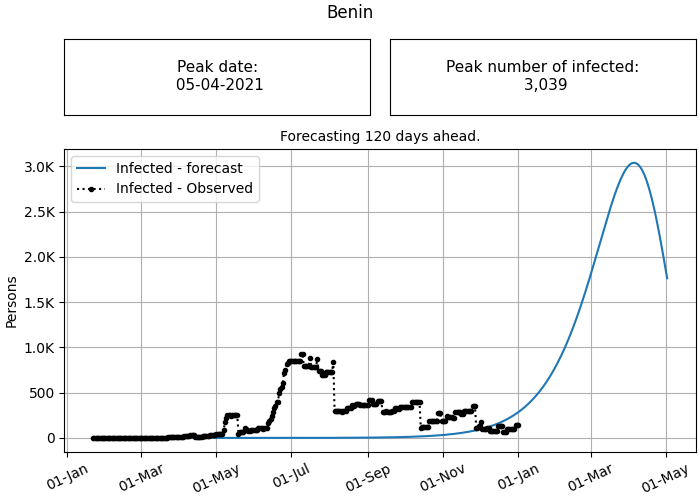 Benin
Peak date:
05-04-2021
Peak number of infected:
3,039
Forecasting 120 days ahead.
Infected - forecast
Infected - Observed
3.0K
2.5K
2.0K
1.5K
1.0K
500
0
Persons
01-Jan
01-Mar
01-May
01-Jul
01-Sep
01-Nov
01-Jan
01-Mar
01-May